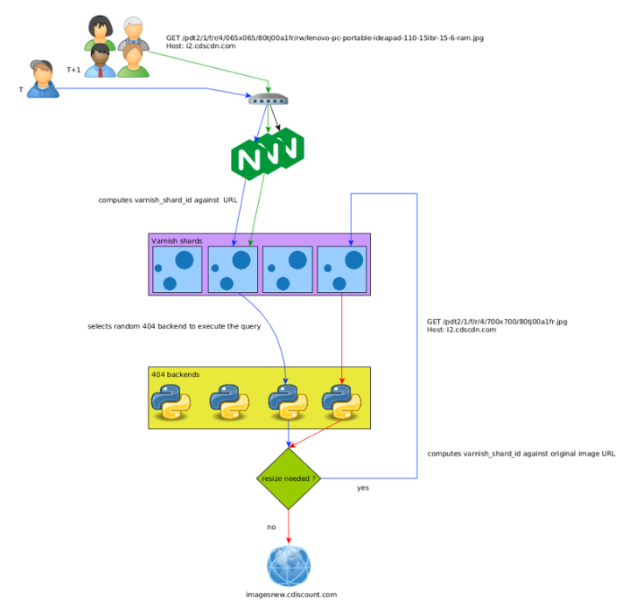 GET /pdt2/1/f/r/4/065x065/80tj00a1fr/rw/lenovo-pc-portable-ideapad-110-15ibr-15-6-ram.jpg
Host: i2.cdscdn.com
T+1
T
computes varnish_shard_id against URL
Varnish shards
selects random 404 backend to execute the query
GET /pdt2/1/f/r/4/700x700/80tj00a1fr.jpg
Host: i2.cdscdn.com
404 backends
computes varnish_shard_id against original image URL
resize needed ?
yes
no
imagesnew.cdiscount.com